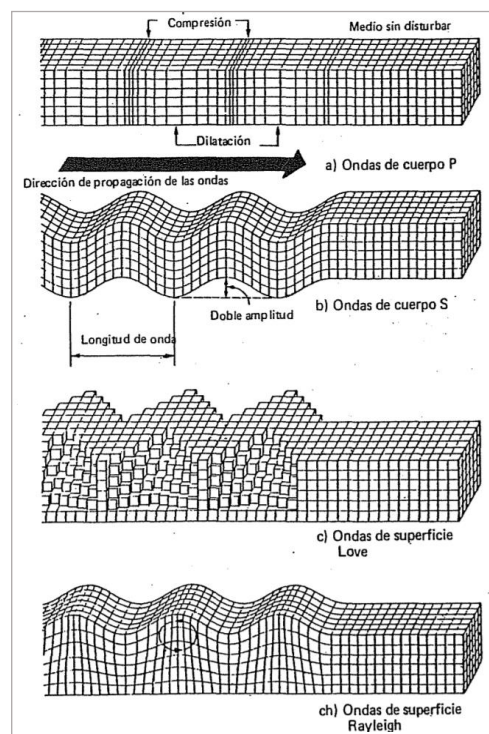 Compresión
Medio sin disturbar
Dilatación
a) Ondas de cuerpo P
Dirección de propagación de las ondas
b) Ondas de cuerpo S
Doble amplitud
Longitud de onda
c) Ondas de superficie
Love
ch) Ondas de superficie
Rayleigh